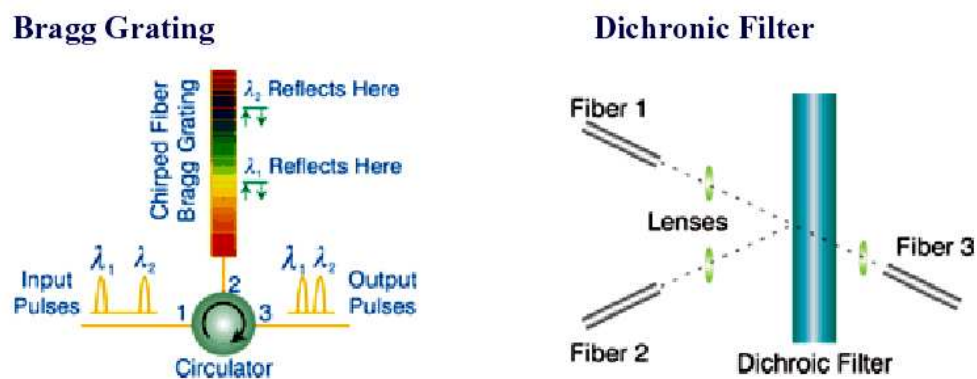 Bragg Grating
Chirped Fiber
Bragg Grating
λ₂ Reflects Here
λ₁ Reflects Here
Input
Pulses
λ₁ λ₂
1
2
3
λ₁ λ₂
Output
Pulses
Circulator
Dichronic Filter
Fiber 1
Lenses
Fiber 3
Fiber 2
Dichroic Filter